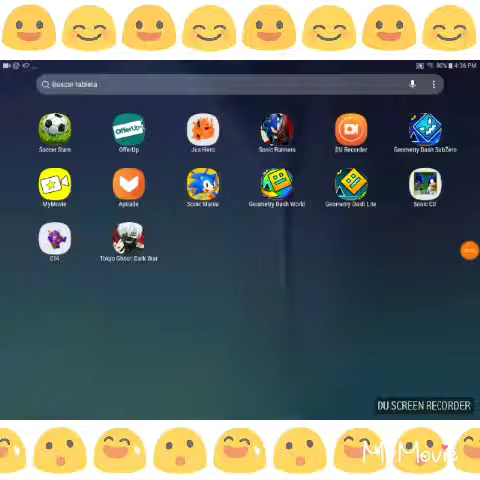 90% 4:36 PM
Buscar tableta
Soccer Stars
OfferUp
Jus Hero
Sonic Runners
DU Recorder
Geometry Dash SubZero
OfferUp
MyMovie
Aptoide
Sonic Mania
Geometry Dash World
Geometry Dash Lite
Sonic CD
Tokyo Ghoul: Dark War
DU SCREEN RECORDER
MyMovie